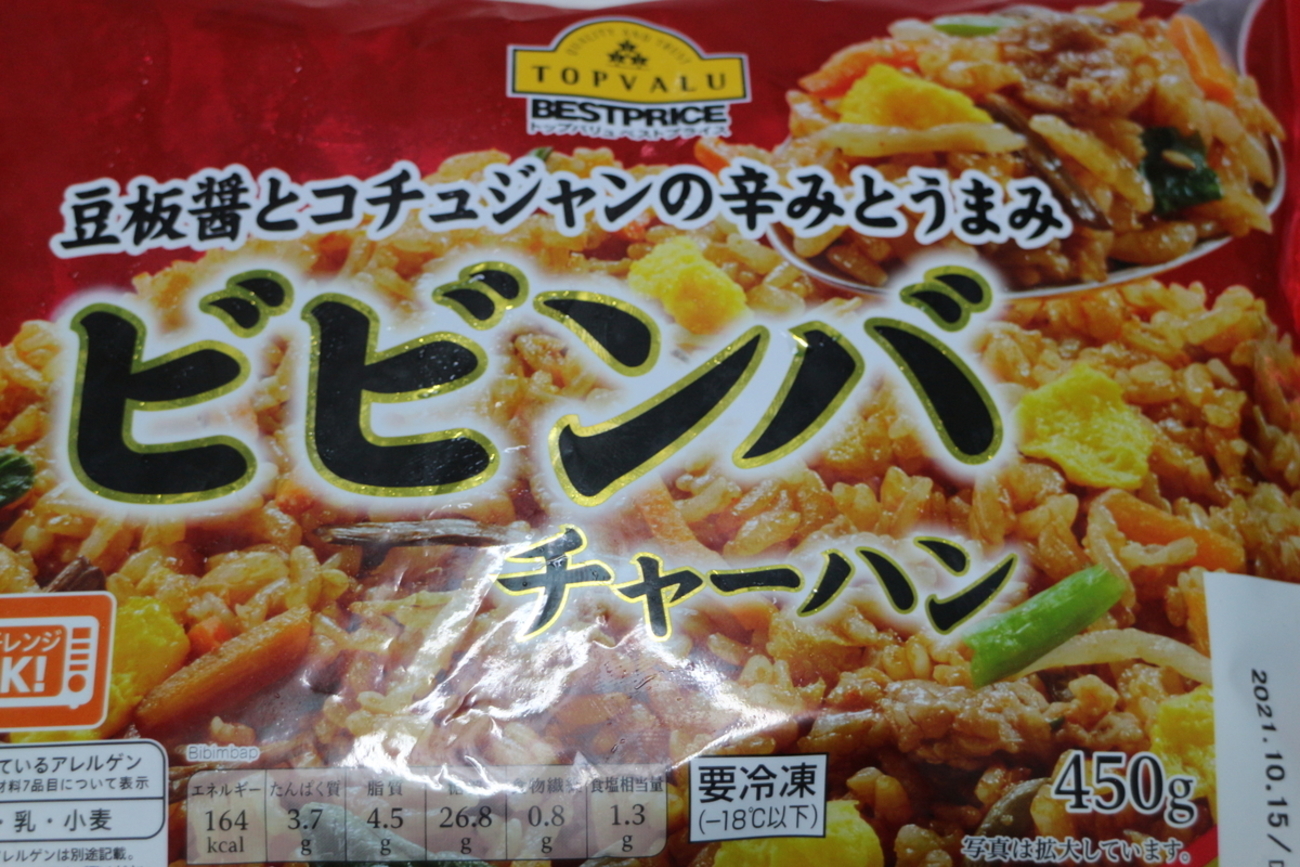 QUALITY AND TRUST
TOPVALU
BESTPRICE
トップバリュベストプライス
豆板醤とコチュジャンの辛みとうまみ
ビビンバ
チャーハン
レンジ
K!
ているアレルゲン
材料7品目について表示
・乳・小麦
アレルゲンは別途記載。
Bibimbap
エネルギー たんぱく質 脂質 食塩相当量
164 kcal 3.7 g 4.5 g 26.8 g 0.8 g 1.3 g
要冷凍
(-18℃以下)
450g
写真は拡大しています。
2021.10.15/